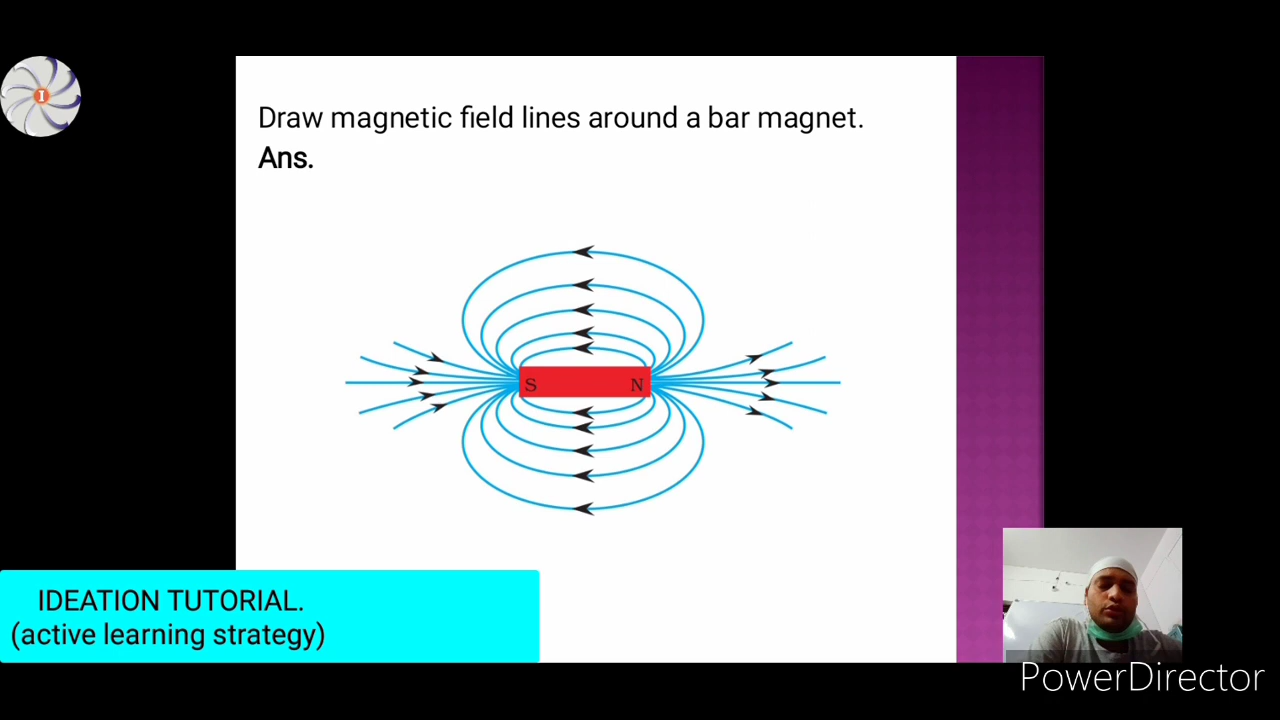 I
Draw magnetic field lines around a bar magnet.
Ans.
S
N
IDEATION TUTORIAL.
(active learning strategy)
PowerDirector